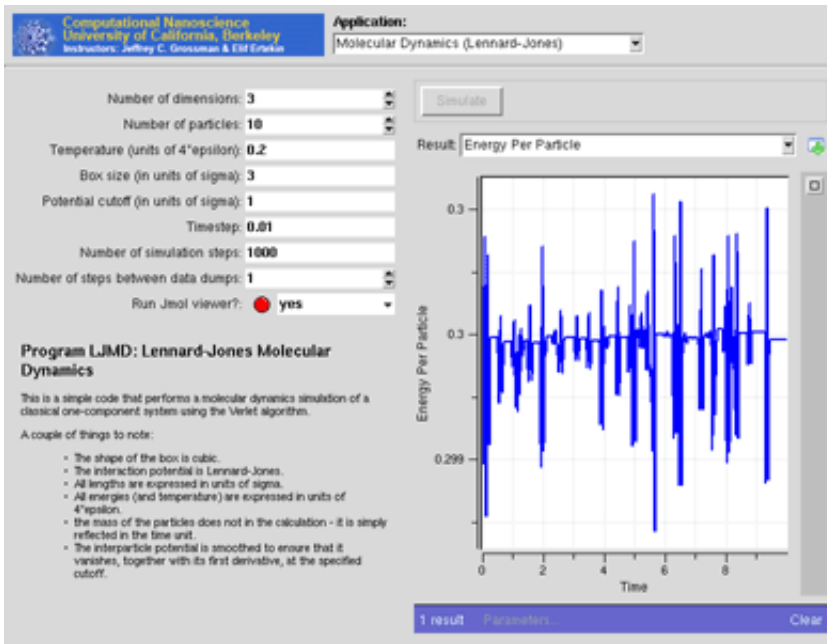 Computational Nanoscience
University of California, Berkeley
Instructors: Jeffrey C. Grossman & Elif Ertekin
Application:
Molecular Dynamics (Lennard-Jones)
Number of dimensions: 3
Number of particles: 10
Temperature (units of 4*epsilon): 0.2
Box size (in units of sigma): 3
Potential cutoff (in units of sigma): 1
Timestep: 0.01
Number of simulation steps: 1000
Number of steps between data dumps: 1
Run Jmol viewer?: yes
Program LJMD: Lennard-Jones Molecular
Dynamics
This is a simple code that performs a molecular dynamics simulation of a
classical one-component system using the Verlet algorithm.
A couple of things to note:
• The shape of the box is cubic.
• The interaction potential is Lennard-Jones.
• All lengths are expressed in units of sigma.
• All energies (and temperature) are expressed in units of
4*epsilon.
• the mass of the particles does not in the calculation - it is simply
reflected in the time unit.
• The interparticle potential is smoothed to ensure that it
vanishes, together with its first derivative, at the specified
cutoff.
Simulate
Result: Energy Per Particle
0.3
0.3
0.299
Energy Per Particle
0 2 4 6 8
Time
1 result Parameters... Clear